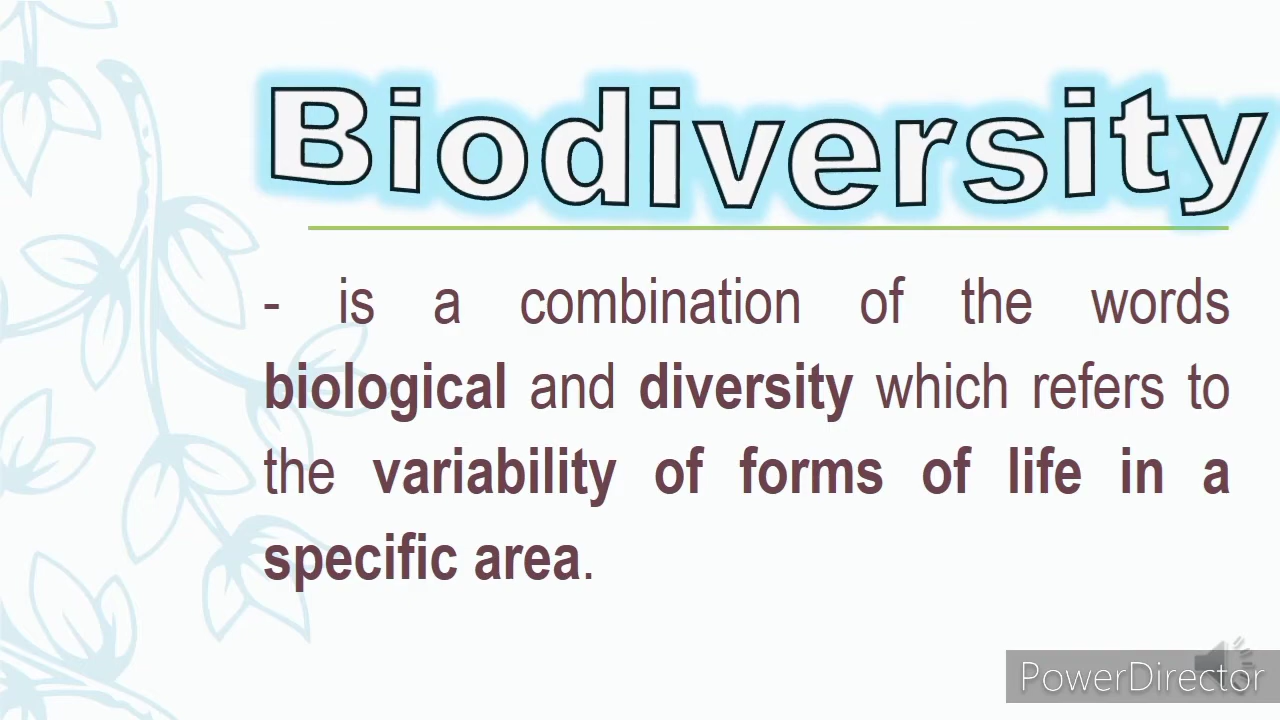 Biodiversity
- is a combination of the words
biological and diversity which refers to
the variability of forms of life in a
specific area.
PowerDirector